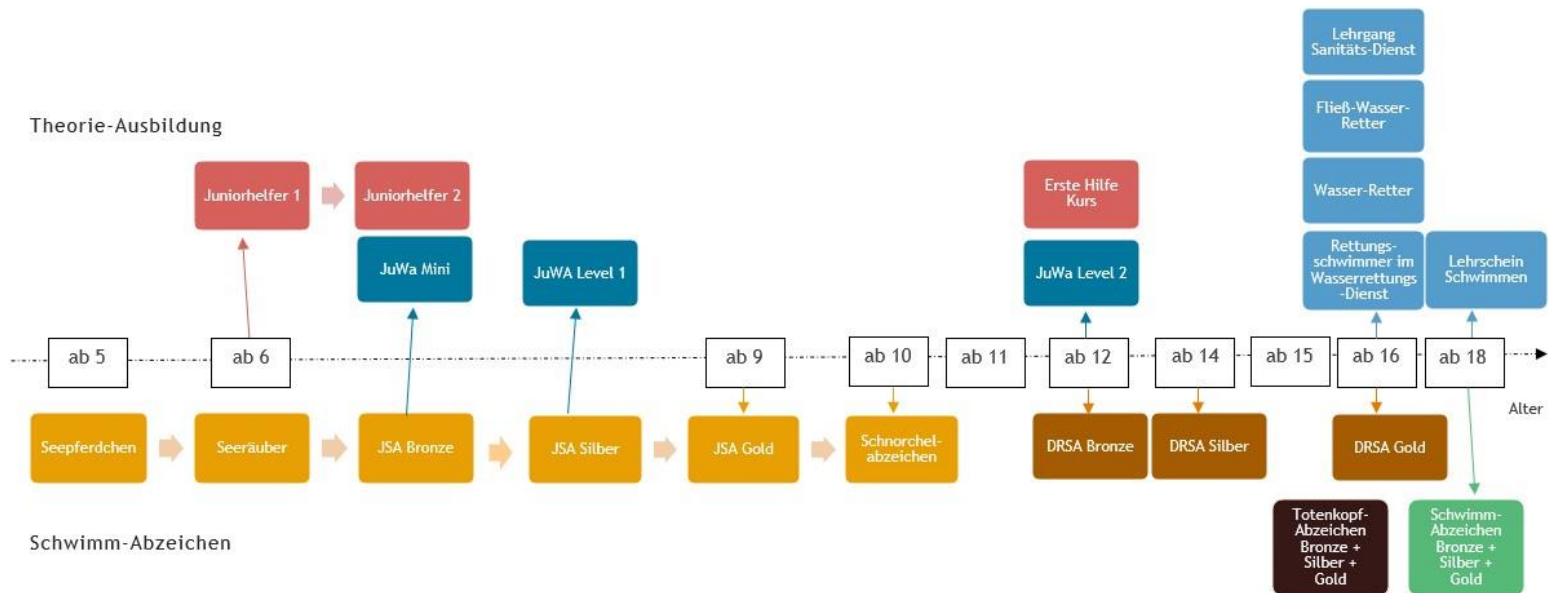 Lehrgang
Sanitäts-Dienst
Fließ-Wasser-
Retter
Theorie-Ausbildung
Juniorhelfer 1
Juniorhelfer 2
Erste Hilfe
Kurs
Wasser-Retter
JuWa Mini
JuWA Level 1
JuWa Level 2
Rettungs-
schwimmer im
Wasserrettungs
-Dienst
Lehrschein
Schwimmen
ab 5
ab 6
ab 9
ab 10
ab 11
ab 12
ab 14
ab 15
ab 16
ab 18
Alter
Seepferdchen
Seeräuber
JSA Bronze
JSA Silber
JSA Gold
Schnorchel-
abzeichen
DRSA Bronze
DRSA Silber
DRSA Gold
Schwimm-Abzeichen
Totenkopf-
Abzeichen
Bronze +
Silber +
Gold
Schwimm-
Abzeichen
Bronze +
Silber +
Gold